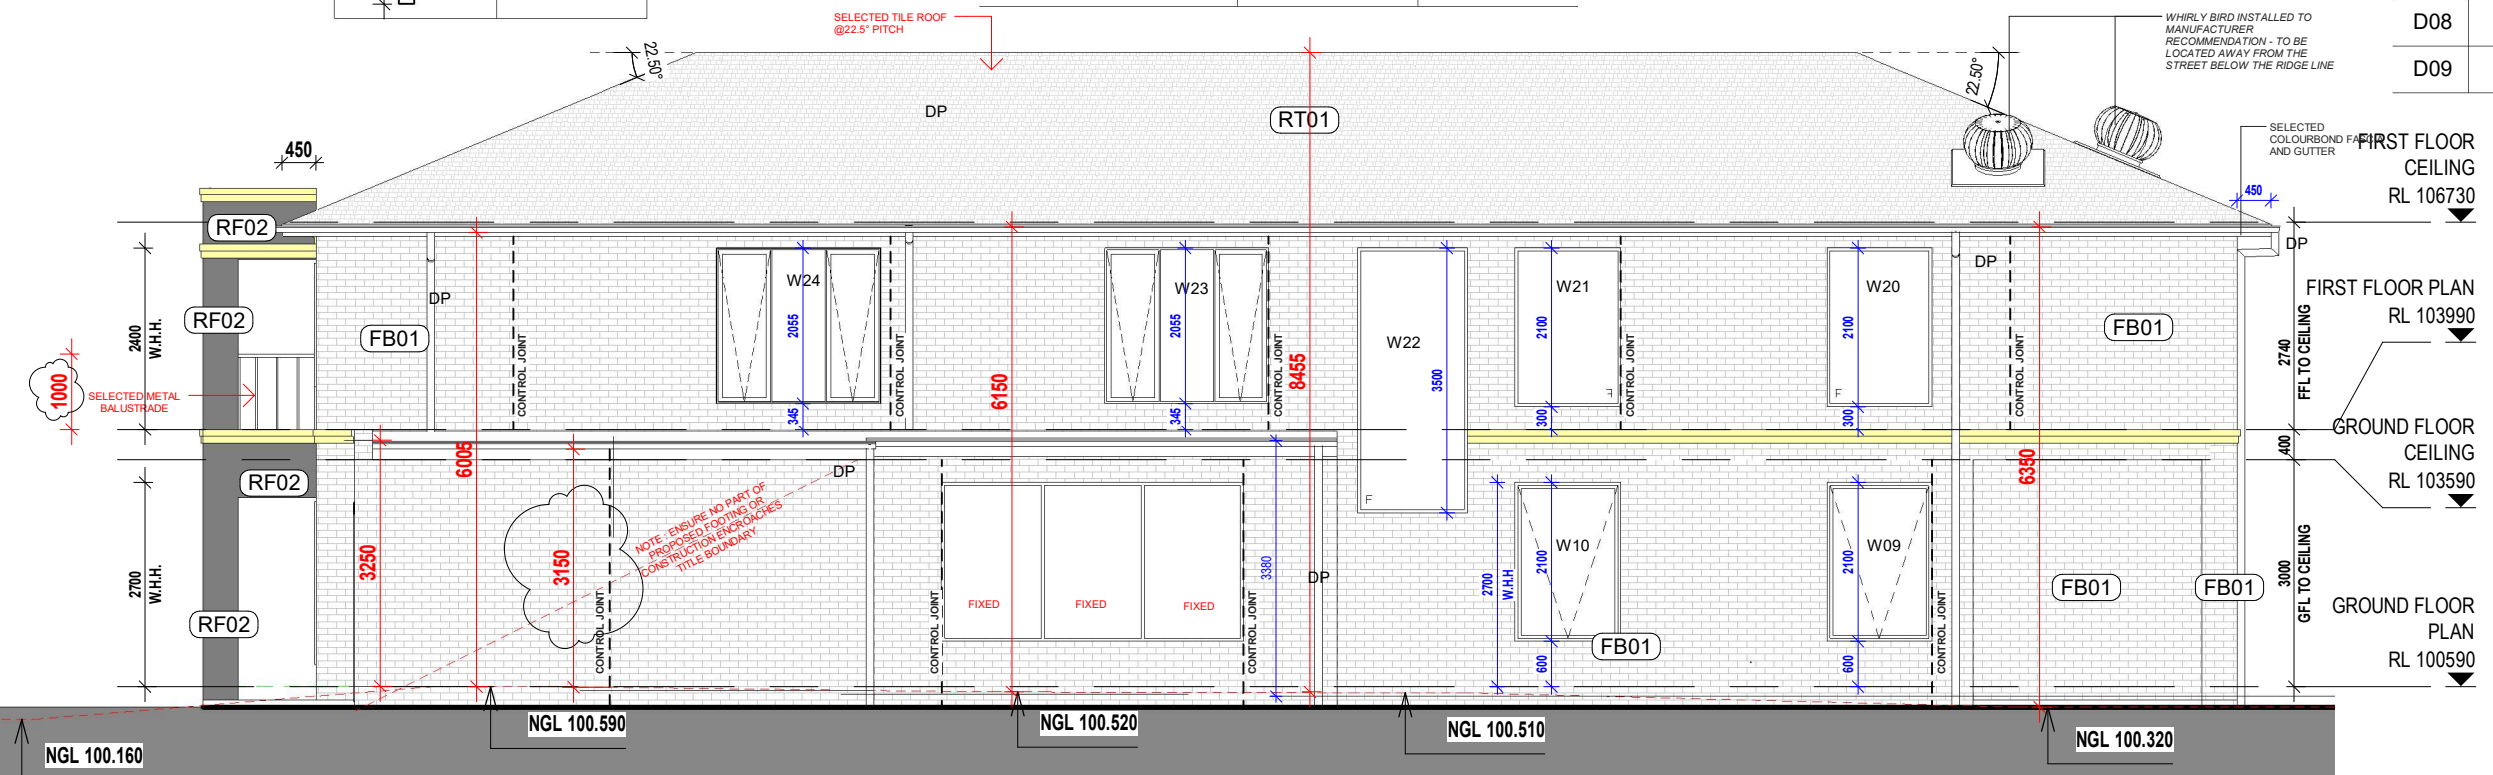 SELECTED TILE ROOF
@22.5° PITCH
WHIRLY BIRD INSTALLED TO
MANUFACTURER
RECOMMENDATION - TO BE
LOCATED AWAY FROM THE
STREET BELOW THE RIDGE LINE
D08
D09
22.50°
22.50°
DP
RT01
SELECTED
COLOURBOND FASCIA
AND GUTTER
FIRST FLOOR
CEILING
RL 106730
450
450
RF02
DP
DP
DP
W24
W23
W22
W21
W20
FIRST FLOOR PLAN
RL 103990
RF02
FB01
FB01
2400
W.H.H.
2055
2055
2100
2100
3500
2740
FFL TO CEILING
CONTROL JOINT
CONTROL JOINT
CONTROL JOINT
CONTROL JOINT
CONTROL JOINT
1000
SELECTED METAL
BALUSTRADE
6150
8455
345
345
300
300
6005
6350
400
GROUND FLOOR
CEILING
RL 103590
RF02
DP
F
F
F
NOTE : ENSURE NO PART OF
PROPOSED FOOTING OR
CONSTRUCTION ENCROACHES
TITLE BOUNDARY
2700
W.H.H.
3250
3150
3380
DP
2700
W.H.H
2100
W10
2100
W09
3000
GFL TO CEILING
FIXED
FIXED
FIXED
FB01
FB01
FB01
RF02
CONTROL JOINT
CONTROL JOINT
CONTROL JOINT
CONTROL JOINT
600
600
GROUND FLOOR
PLAN
RL 100590
NGL 100.160
NGL 100.590
NGL 100.520
NGL 100.510
NGL 100.320